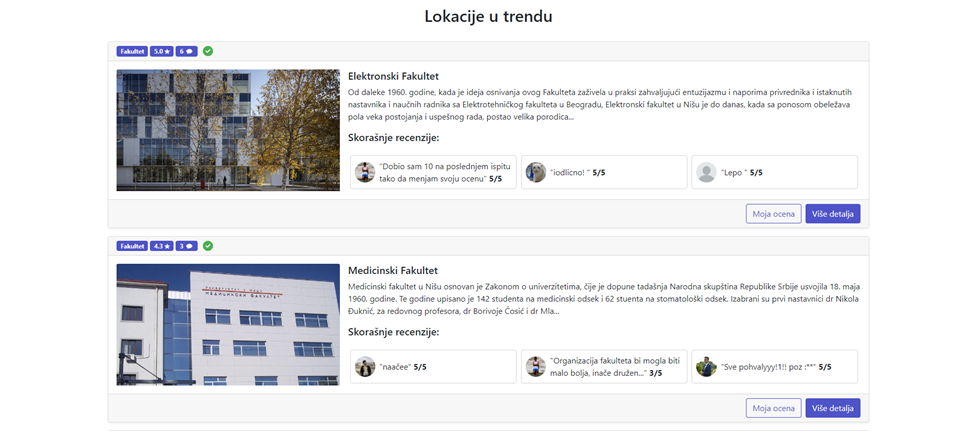 Lokacije u trendu
Fakultet 5.0 6
Elektronski Fakultet
Od daleke 1960. godine, kada je ideja osnivanja ovog Fakulteta zaživela u praksi zahvaljujući entuzijazmu i naporima privrednika i istaknutih
nastavnika i naučnih radnika sa Elektrotehničkog fakulteta u Beogradu, Elektronski fakultet u Nišu je do danas, kada sa ponosom obeležava
pola veka postojanja i uspešnog rada, postao velika porodica...
Skorašnje recenzije:
"Dobio sam 10 na poslednjem ispitu
tako da menjam svoju ocenu" 5/5
"iodlicno! " 5/5
"Lepo " 5/5
Moja ocena
Više detalja
Fakultet 4.3 3
МЕДИЦИНСКИ ФАКУЛТЕТ
Medicinski Fakultet
Medicinski fakultet u Nišu osnovan je Zakonom o univerzitetima, čije je dopune tadašnja Narodna skupština Republike Srbije usvojila 18. maja
1960. godine. Te godine upisano je 142 studenta na medicinski odsek i 62 stuenta na stomatološki odsek. Izabrani su prvi nastavnici dr Nikola
Đuknić, za redovnog profesora, dr Borivoje Ćosić i dr Mla...
Skorašnje recenzije:
"naačee" 5/5
"Organizacija fakulteta bi mogla biti
malo bolja, inače družen..." 3/5
"Sve pohvalyyy!1!! poz :**" 5/5
Moja ocena
Više detalja